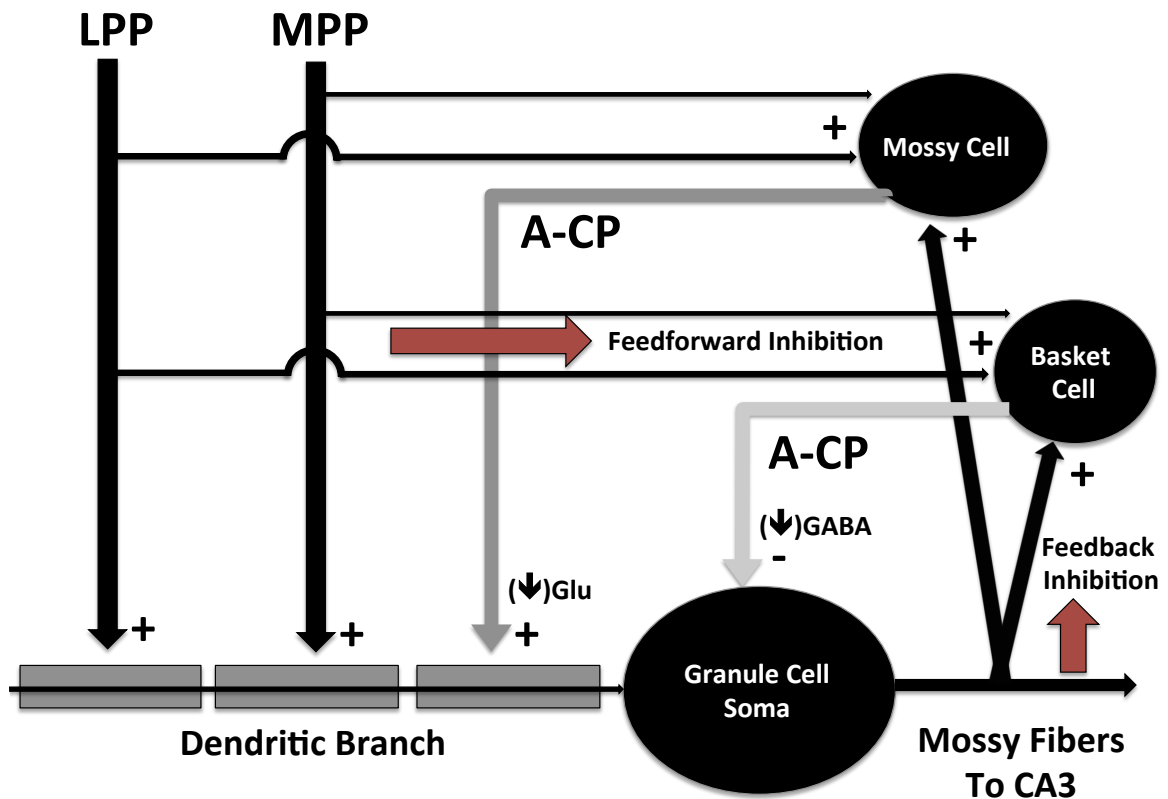 LPP MPP
+
Mossy Cell
A-CP
+
Feedforward Inhibition
+
Basket
Cell
A-CP
+
(↓)GABA
-
Feedback
Inhibition
(↓)Glu
+ + +
Granule Cell
Soma
Dendritic Branch
Mossy Fibers
To CA3